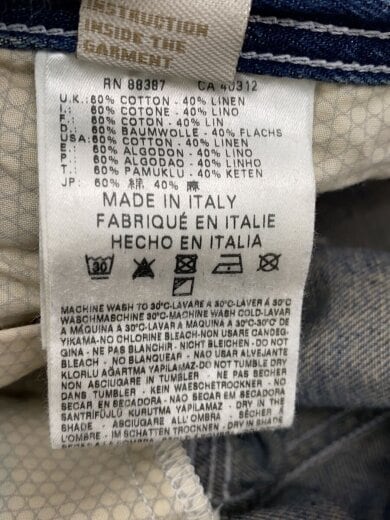 INSTRUCTION
INSIDE THE
GARMENT
RN 88387 CA 40312
U.K.:60% COTTON - 40% LINEN
I.: 60% COTONE - 40% LINO
F.: 60% COTON - 40% LIN
D.: 60% BAUMWOLLE - 40% FLACHS
USA:60% COTTON - 40% LINEN
E.: 60% ALGODON - 40% LINO
P.: 60% ALGODAO - 40% LINHO
T.: 60% PAMUKLU - 40% KETEN
JP: 60% 綿 40% 麻
MADE IN ITALY
FABRIQUÉ EN ITALIE
HECHO EN ITALIA
30
MACHINE WASH TO 30°C-LAVARE A 30°C-LAVER Á 30°C
WASCHMASCHINE 30°C-MACHINE WASH COLD-LAVAR
A MÁQUINA A 30°C-LAVAR A MAQUINA A 30°C-30°C' DE
YIKAMA-NO CHLORINE BLEACH-NON USARE CANDEG-
GINA - NE PAS BLANCHIR - NICHT BLEICHEN - DO NOT
BLEACH - NO BLANQUEAR - NÃO USAR ALVEJANTE
KLORLU AĞARTMA YAPILAMAZ-DO NOT TUMBLE DRY
NON ASCIUGARE IN TUMBLER - NE PAS SECHER
DANS TUMBLER - KEIN WAESCHETROCKNER - NO
SECAR EN SECADORA - NÃO SECAR EM SECADORA
SANTRIFÜJLÜ KURUTMA YAPILAMAZ - DRY IN THE
SHADE - ASCIUGARE ALL'OMBRA - SÉCHER Á
L'OMBRE - IM SCHATTEN TROCKNEN - DRY IN THE